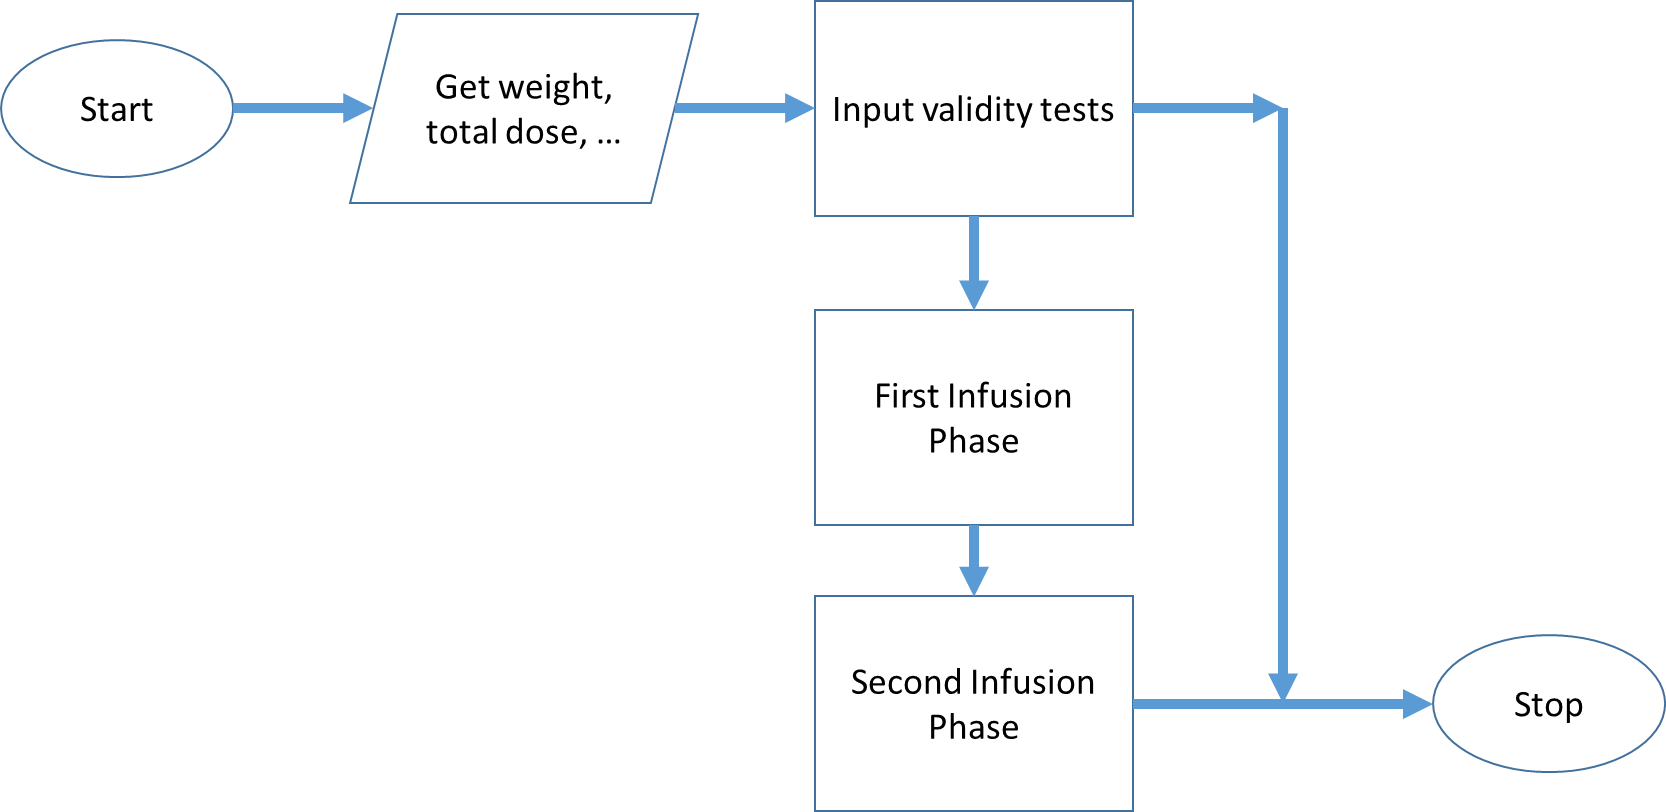 Start
Get weight,
total dose, ...
Input validity tests
First Infusion
Phase
Second Infusion
Phase
Stop